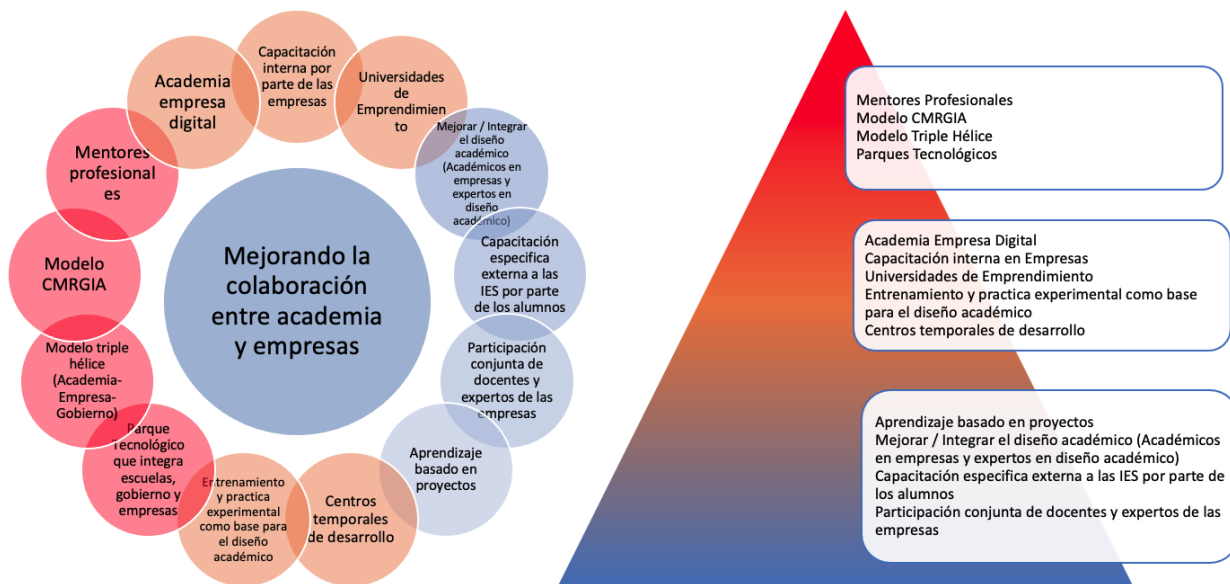 Capacitación
interna por
parte de las
empresas
Universidades
de
Emprendimie
nto
Mejorar / Integrar
el diseño
académico
(Académicos en
empresas y
expertos en
diseño
académico)
Capacitación
especifica
externa a las
IES por parte
de los alumnos
Participación
conjunta de
docentes y
expertos de las
empresas
Aprendizaje
basado en
proyectos
Centros
temporales
de desarrollo
Entrenamiento
y practica
experimental
como base para
el diseño
académico
Parque
Tecnológico
que integra
escuelas,
gobierno y
empresas
Modelo triple
hélice
(Academia-
Empresa-
Gobierno)
Modelo
CMRGIA
Mentores
profesional
es
Academia
empresa
digital
Mejorando la
colaboración
entre academia
y empresas
Mentores Profesionales
Modelo CMRGIA
Modelo Triple Hélice
Parques Tecnológicos
Academia Empresa Digital
Capacitación interna en Empresas
Universidades de Emprendimiento
Entrenamiento y practica experimental como base
para el diseño académico
Centros temporales de desarrollo
Aprendizaje basado en proyectos
Mejorar / Integrar el diseño académico (Académicos
en empresas y expertos en diseño académico)
Capacitación especifica externa a las IES por parte de
los alumnos
Participación conjunta de docentes y expertos de las
empresas